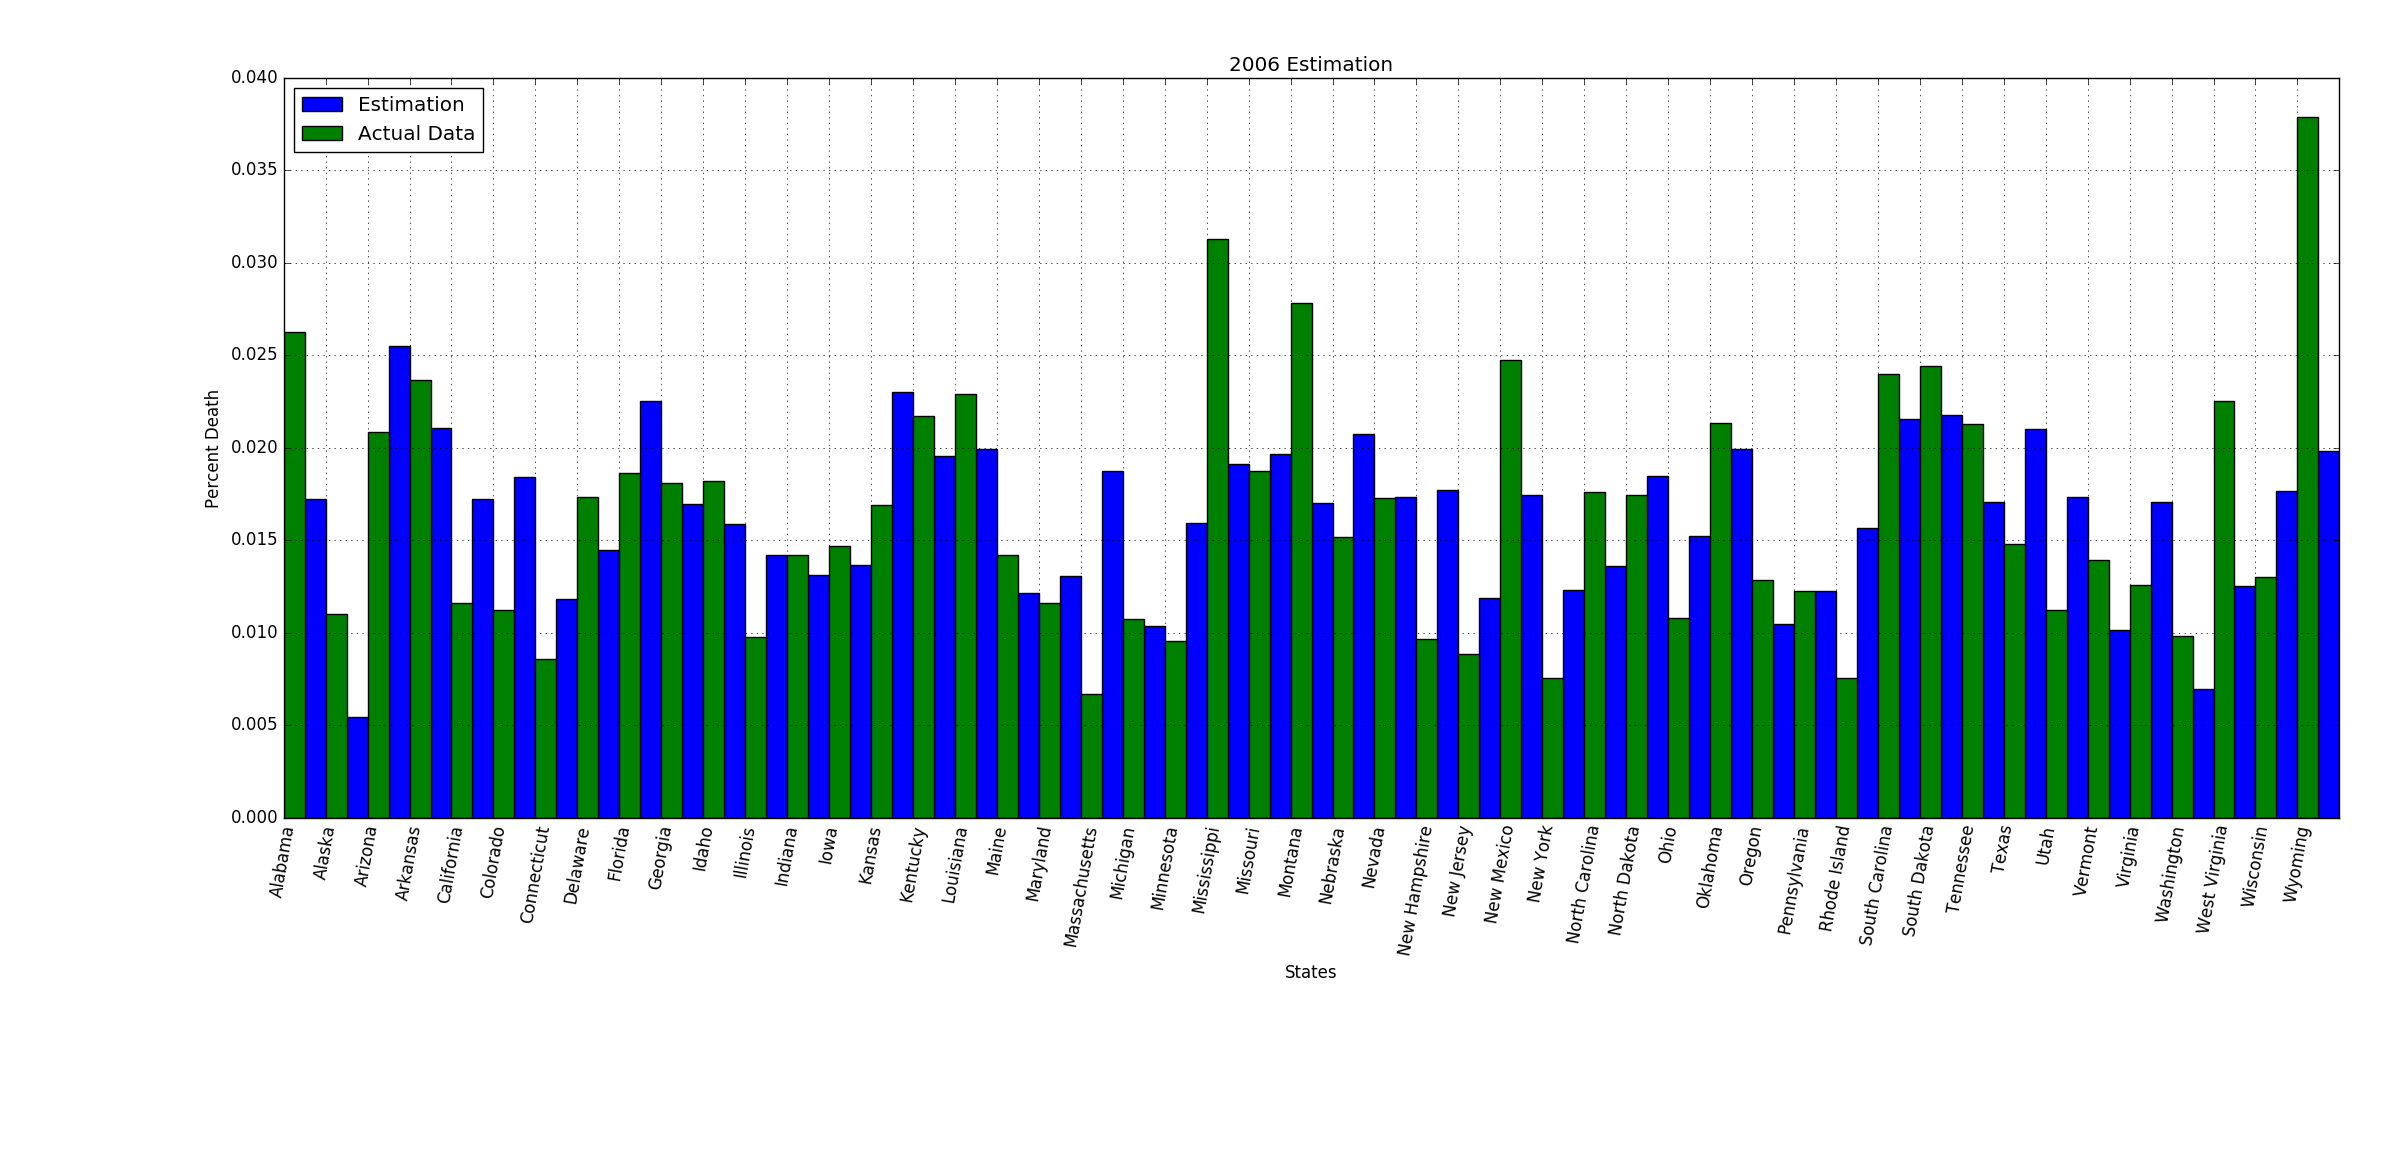 2006 Estimation
Estimation
Actual Data
0.040
0.035
0.030
0.025
0.020
0.015
0.010
0.005
0.000
Percent Death
Alabama
Alaska
Arizona
Arkansas
California
Colorado
Connecticut
Delaware
Florida
Georgia
Idaho
Illinois
Indiana
Iowa
Kansas
Kentucky
Louisiana
Maine
Maryland
Massachusetts
Michigan
Minnesota
Mississippi
Missouri
Montana
Nebraska
Nevada
New Hampshire
New Jersey
New Mexico
New York
North Carolina
North Dakota
Ohio
Oklahoma
Oregon
Pennsylvania
Rhode Island
South Carolina
South Dakota
Tennessee
Texas
Utah
Vermont
Virginia
Washington
West Virginia
Wisconsin
Wyoming
States